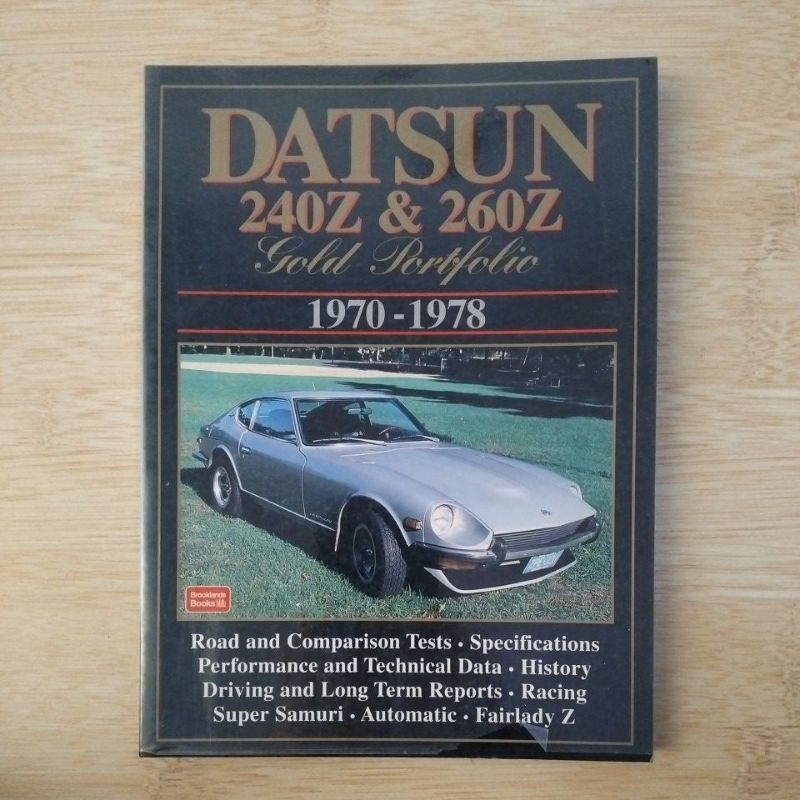 DATSUN
240Z & 260Z
Gold Portfolio
1970-1978
Brooklands
Books
Road and Comparison Tests · Specifications
Performance and Technical Data · History
Driving and Long Term Reports · Racing
Super Samuri · Automatic · Fairlady Z